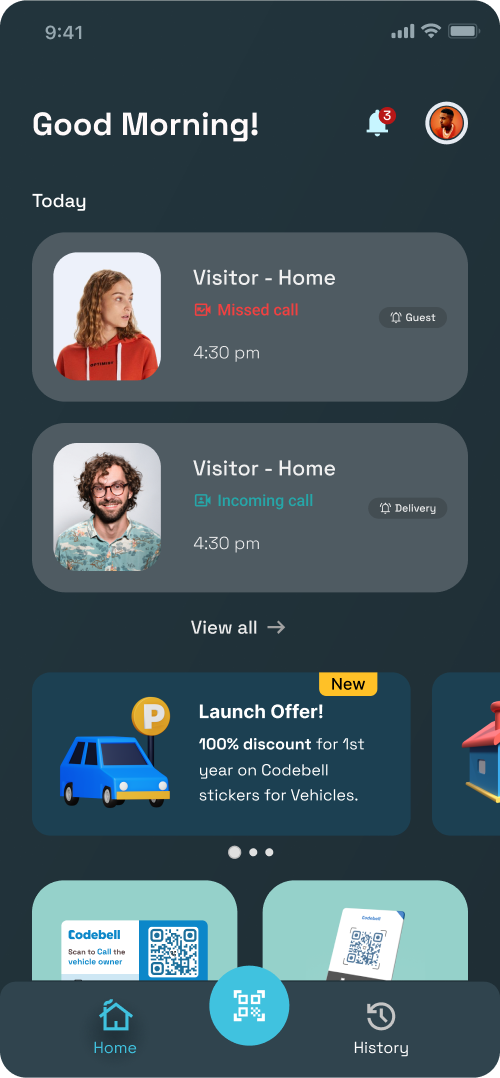 9:41
Good Morning!
3
Today
Visitor - Home
Missed call
Guest
4:30 pm
Visitor - Home
Incoming call
Delivery
4:30 pm
View all →
New
P
Launch Offer!
100% discount for 1st
year on Codebell
stickers for Vehicles.
Codebell
Scan to Call the
vehicle owner
Codebell
Home
History